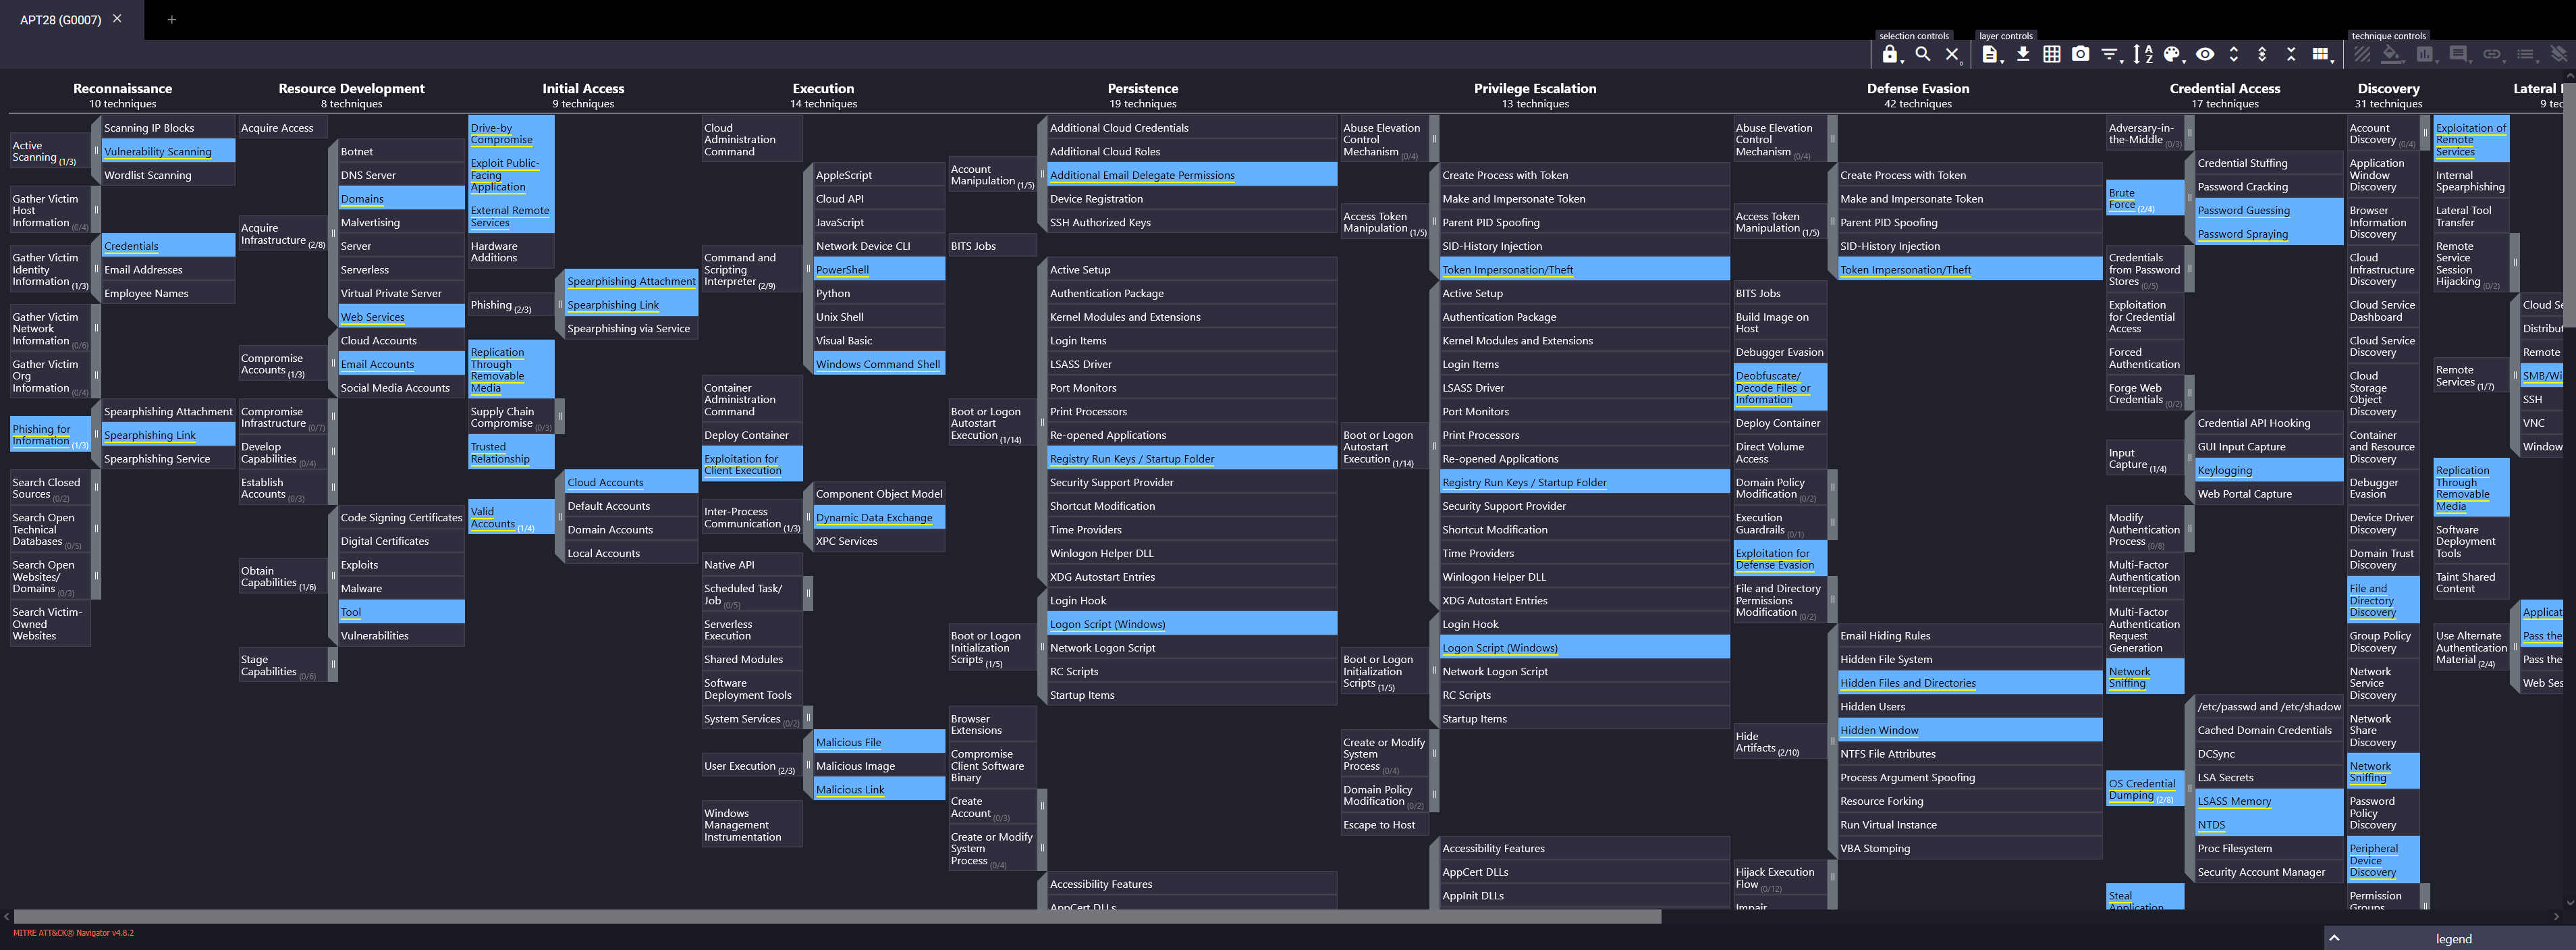 APT28 (G0007)
selection controls
layer controls
technique controls
Reconnaissance
10 techniques
Active
Scanning (1/3)
Scanning IP Blocks
Vulnerability Scanning
Wordlist Scanning
Gather Victim
Host
Information (0/4)
Gather Victim
Identity
Information (1/3)
Credentials
Email Addresses
Employee Names
Gather Victim
Network
Information (0/6)
Gather Victim
Org
Information (0/4)
Phishing for
Information (1/3)
Spearphishing Attachment
Spearphishing Link
Spearphishing Service
Search Closed
Sources (0/2)
Search Open
Technical
Databases (0/5)
Search Open
Websites/
Domains (0/3)
Search Victim-
Owned
Websites
Resource Development
8 techniques
Acquire Access
Acquire
Infrastructure (2/8)
Botnet
DNS Server
Domains
Malvertising
Server
Serverless
Virtual Private Server
Web Services
Compromise
Accounts (1/3)
Cloud Accounts
Email Accounts
Social Media Accounts
Compromise
Infrastructure (0/7)
Develop
Capabilities (0/4)
Establish
Accounts (0/3)
Obtain
Capabilities (1/6)
Code Signing Certificates
Digital Certificates
Exploits
Malware
Tool
Vulnerabilities
Stage
Capabilities (0/6)
Initial Access
9 techniques
Drive-by
Compromise
Exploit Public-
Facing
Application
External Remote
Services
Hardware
Additions
Phishing (2/3)
Spearphishing Attachment
Spearphishing Link
Spearphishing via Service
Replication
Through
Removable
Media
Supply Chain
Compromise (0/3)
Trusted
Relationship
Valid
Accounts (1/4)
Cloud Accounts
Default Accounts
Domain Accounts
Local Accounts
Execution
14 techniques
Cloud
Administration
Command
Command and
Scripting
Interpreter (2/9)
AppleScript
Cloud API
JavaScript
Network Device CLI
PowerShell
Python
Unix Shell
Visual Basic
Windows Command Shell
Container
Administration
Command
Deploy Container
Exploitation for
Client Execution
Inter-Process
Communication (1/3)
Component Object Model
Dynamic Data Exchange
XPC Services
Native API
Scheduled Task/
Job (0/5)
Serverless
Execution
Shared Modules
Software
Deployment Tools
System Services (0/2)
User Execution (2/3)
Malicious File
Malicious Image
Malicious Link
Windows
Management
Instrumentation
Persistence
19 techniques
Account
Manipulation (1/5)
Additional Cloud Credentials
Additional Cloud Roles
Additional Email Delegate Permissions
Device Registration
SSH Authorized Keys
BITS Jobs
Boot or Logon
Autostart
Execution (1/14)
Active Setup
Authentication Package
Kernel Modules and Extensions
Login Items
LSASS Driver
Port Monitors
Print Processors
Re-opened Applications
Registry Run Keys / Startup Folder
Security Support Provider
Shortcut Modification
Time Providers
Winlogon Helper DLL
XDG Autostart Entries
Boot or Logon
Initialization
Scripts (1/5)
Login Hook
Logon Script (Windows)
Network Logon Script
RC Scripts
Startup Items
Browser
Extensions
Compromise
Client Software
Binary
Create
Account (0/3)
Create or Modify
System
Process (0/4)
Accessibility Features
AppCert DLLs
Privilege Escalation
13 techniques
Abuse Elevation
Control
Mechanism (0/4)
Access Token
Manipulation (1/5)
Create Process with Token
Make and Impersonate Token
Parent PID Spoofing
SID-History Injection
Token Impersonation/Theft
Boot or Logon
Autostart
Execution (1/14)
Active Setup
Authentication Package
Kernel Modules and Extensions
Login Items
LSASS Driver
Port Monitors
Print Processors
Re-opened Applications
Registry Run Keys / Startup Folder
Security Support Provider
Shortcut Modification
Time Providers
Winlogon Helper DLL
XDG Autostart Entries
Boot or Logon
Initialization
Scripts (1/5)
Login Hook
Logon Script (Windows)
Network Logon Script
RC Scripts
Startup Items
Create or Modify
System
Process (0/4)
Domain Policy
Modification (0/2)
Escape to Host
Accessibility Features
AppCert DLLs
AppInit DLLs
Defense Evasion
42 techniques
Abuse Elevation
Control
Mechanism (0/4)
Access Token
Manipulation (1/5)
Create Process with Token
Make and Impersonate Token
Parent PID Spoofing
SID-History Injection
Token Impersonation/Theft
BITS Jobs
Build Image on
Host
Debugger Evasion
Deobfuscate/
Decode Files or
Information
Deploy Container
Direct Volume
Access
Domain Policy
Modification (0/2)
Execution
Guardrails (0/1)
Exploitation for
Defense Evasion
File and Directory
Permissions
Modification (0/2)
Hide
Artifacts (2/10)
Email Hiding Rules
Hidden File System
Hidden Files and Directories
Hidden Users
Hidden Window
NTFS File Attributes
Process Argument Spoofing
Resource Forking
Run Virtual Instance
VBA Stomping
Hijack Execution
Flow (0/12)
Impair
Credential Access
17 techniques
Adversary-in-
the-Middle (0/3)
Brute
Force (2/4)
Credential Stuffing
Password Cracking
Password Guessing
Password Spraying
Credentials
from Password
Stores (0/5)
Exploitation
for Credential
Access
Forced
Authentication
Forge Web
Credentials (0/2)
Input
Capture (1/4)
Credential API Hooking
GUI Input Capture
Keylogging
Web Portal Capture
Modify
Authentication
Process (0/8)
Multi-Factor
Authentication
Interception
Multi-Factor
Authentication
Request
Generation
Network
Sniffing
OS Credential
Dumping (2/8)
/etc/passwd and /etc/shadow
Cached Domain Credentials
DCSync
LSA Secrets
LSASS Memory
NTDS
Proc Filesystem
Security Account Manager
Steal
Application
Discovery
31 techniques
Account
Discovery (0/4)
Application
Window
Discovery
Browser
Information
Discovery
Cloud
Infrastructure
Discovery
Cloud Service
Dashboard
Cloud Service
Discovery
Cloud
Storage
Object
Discovery
Container
and Resource
Discovery
Debugger
Evasion
Device Driver
Discovery
Domain Trust
Discovery
File and
Directory
Discovery
Group Policy
Discovery
Network
Service
Discovery
Network
Share
Discovery
Network
Sniffing
Password
Policy
Discovery
Peripheral
Device
Discovery
Permission
Groups
Lateral
9 tec
Exploitation of
Remote
Services
Internal
Spearphishing
Lateral Tool
Transfer
Remote
Service
Session
Hijacking (0/2)
Remote
Services (1/7)
Cloud Se
Distribut
Remote
SMB/Wi
SSH
VNC
Window
Replication
Through
Removable
Media
Software
Deployment
Tools
Taint Shared
Content
Use Alternate
Authentication
Material (2/4)
Applicat
Pass the
Pass the
Web Ses
MITRE ATT&CK® Navigator v4.8.2
legend